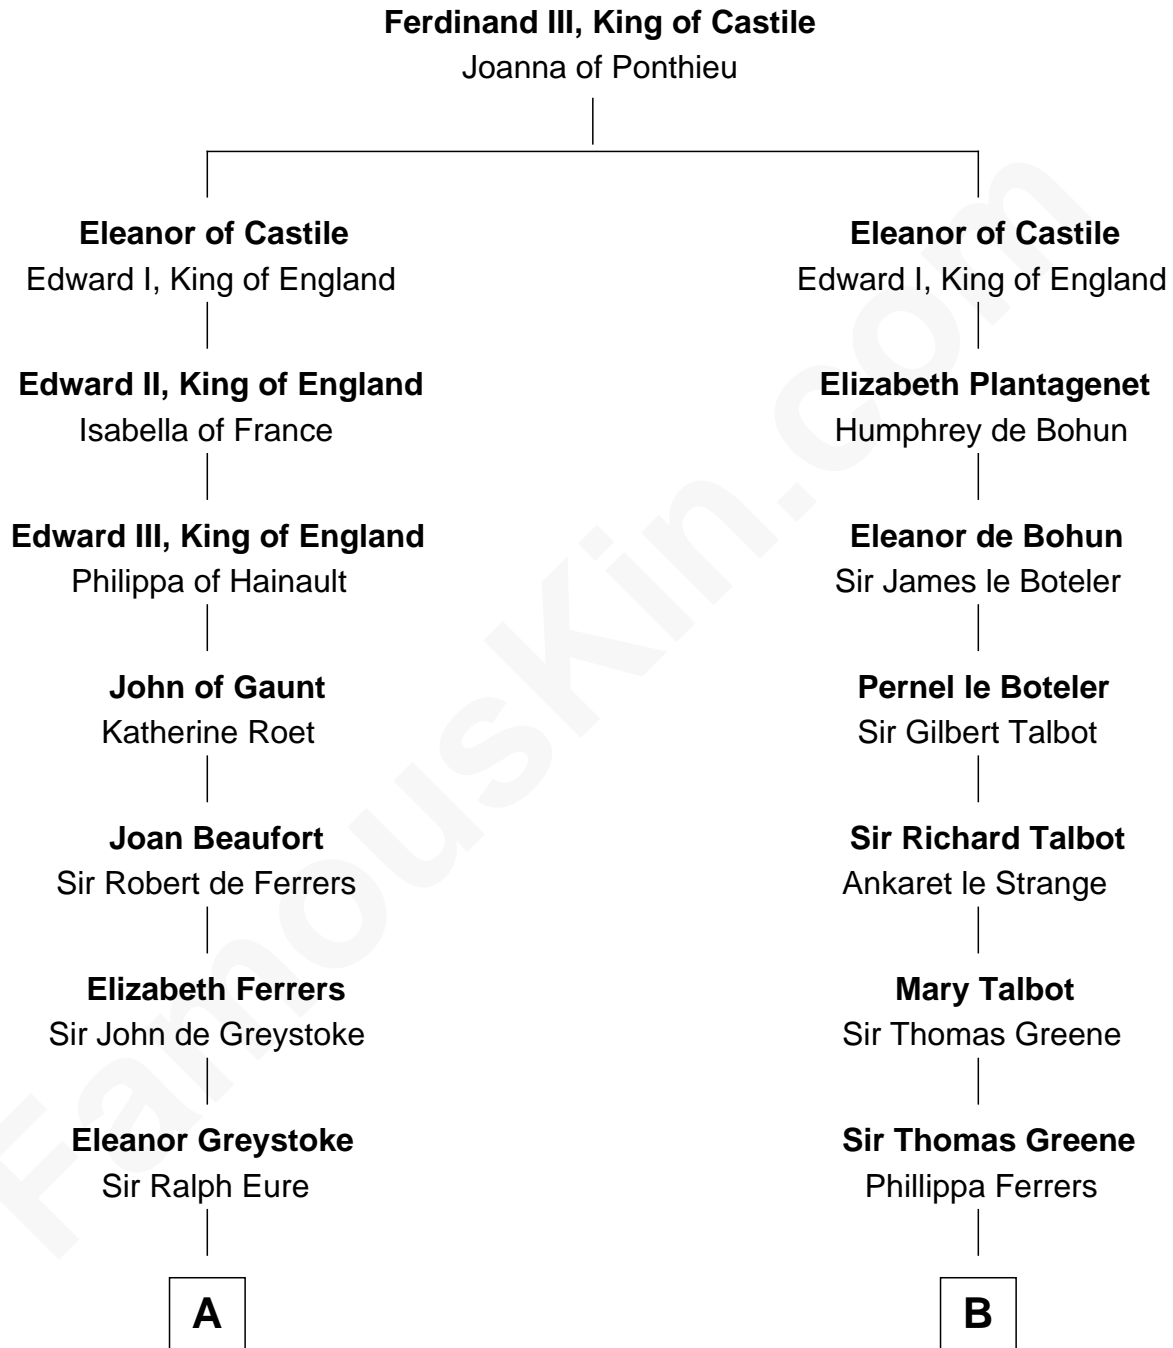 Ferdinand III, King of Castile
Joanna of Ponthieu
Eleanor of Castile
Edward I, King of England
Edward II, King of England
Isabella of France
Edward III, King of England
Philippa of Hainault
John of Gaunt
Katherine Roet
Joan Beaufort
Sir Robert de Ferrers
Elizabeth Ferrers
Sir John de Greystoke
Eleanor Greystoke
Sir Ralph Eure
A
Eleanor of Castile
Edward I, King of England
Elizabeth Plantagenet
Humphrey de Bohun
Eleanor de Bohun
Sir James le Boteler
Pernel le Boteler
Sir Gilbert Talbot
Sir Richard Talbot
Ankaret le Strange
Mary Talbot
Sir Thomas Greene
Sir Thomas Greene
Phillippa Ferrers
B
FamousKin.com